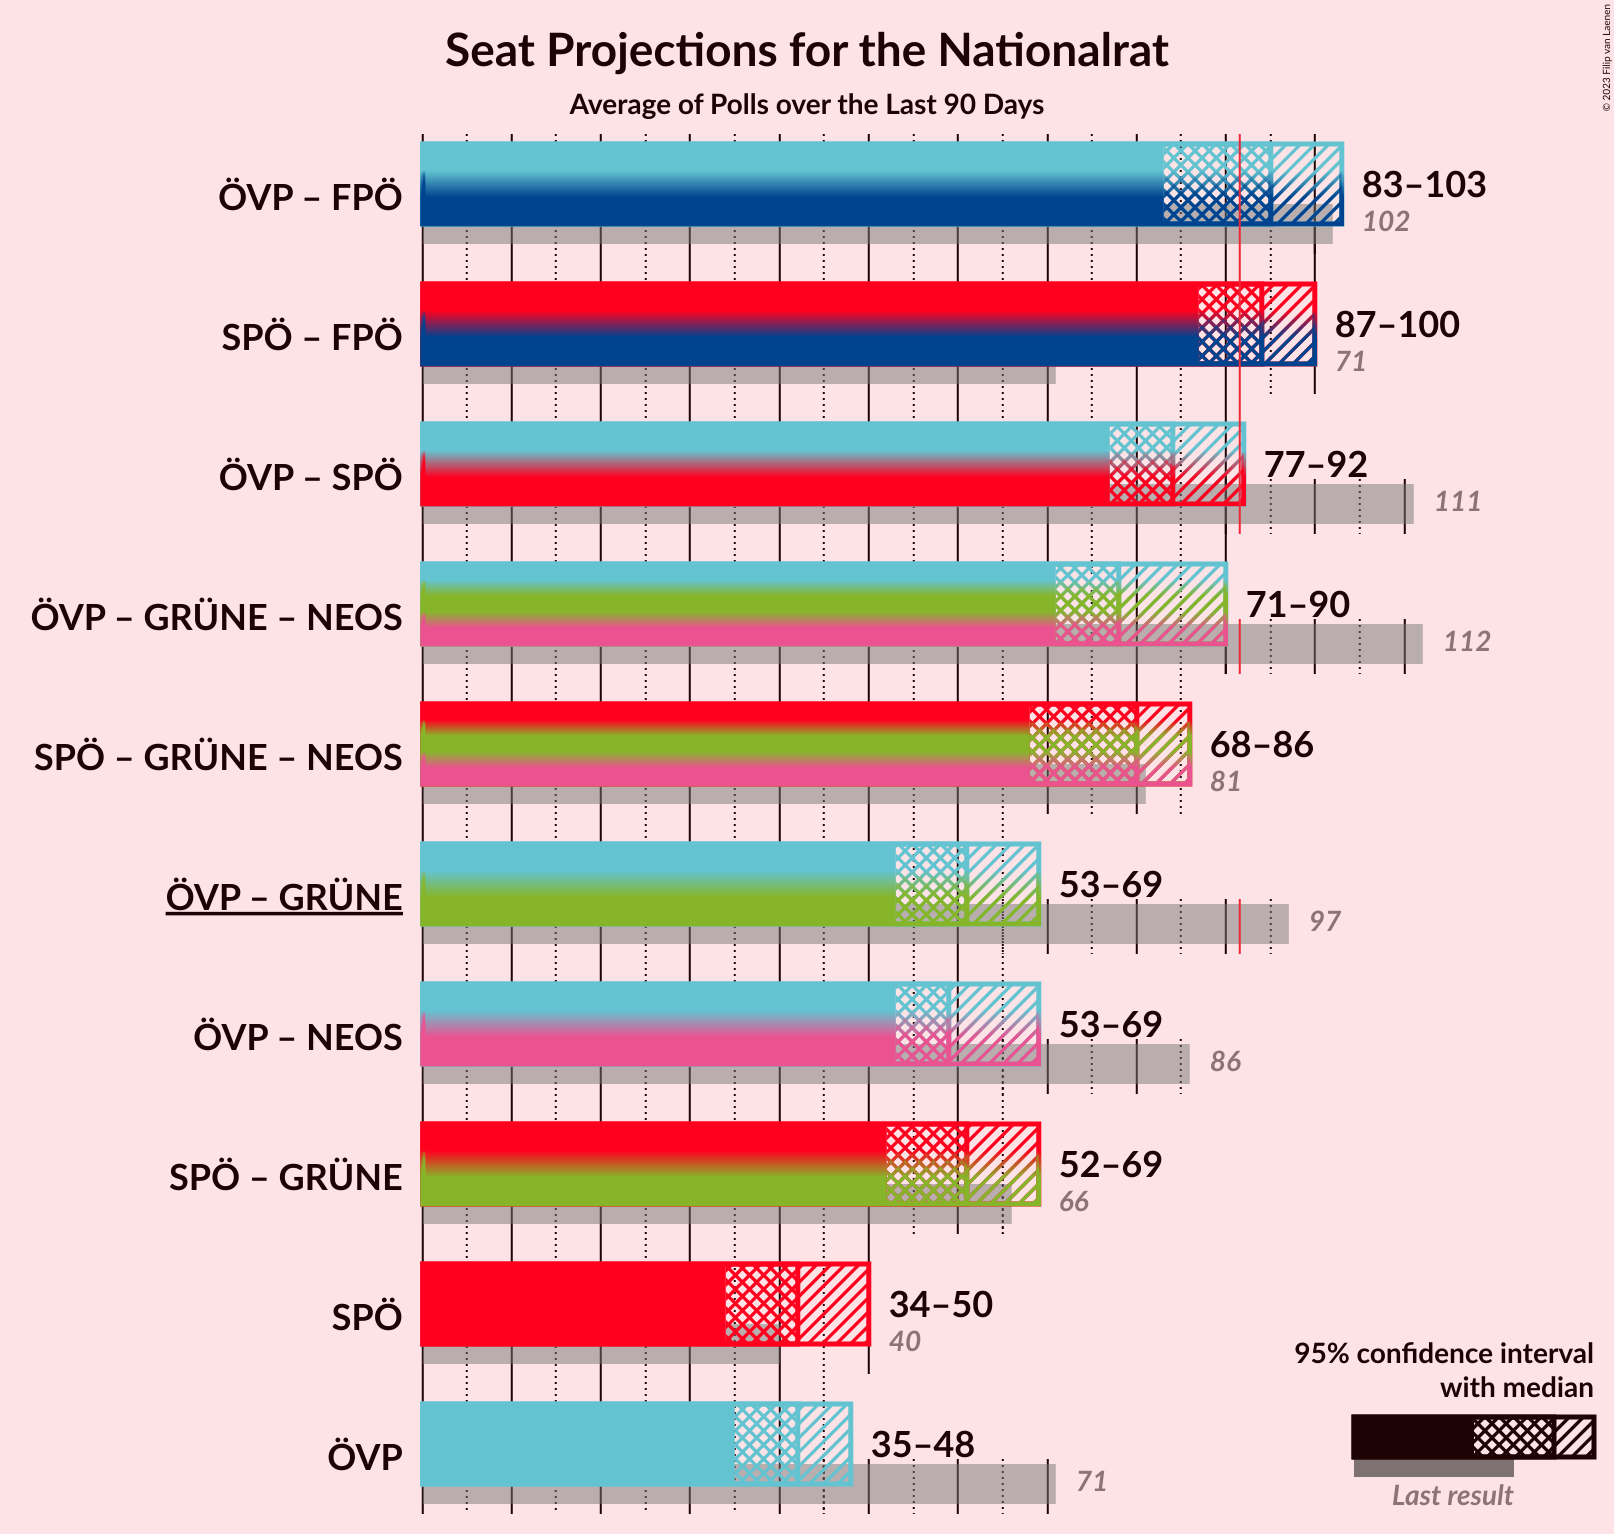 Seat Projections for the Nationalrat
Average of Polls over the Last 90 Days
© 2023 Filip van Laenen
ÖVP – FPÖ
83–103
102
SPÖ – FPÖ
87–100
71
ÖVP – SPÖ
77–92
111
ÖVP – GRÜNE – NEOS
71–90
112
SPÖ – GRÜNE – NEOS
68–86
81
ÖVP – GRÜNE
53–69
97
ÖVP – NEOS
53–69
86
SPÖ – GRÜNE
52–69
66
SPÖ
34–50
40
ÖVP
35–48
71
95% confidence interval
with median
Last result